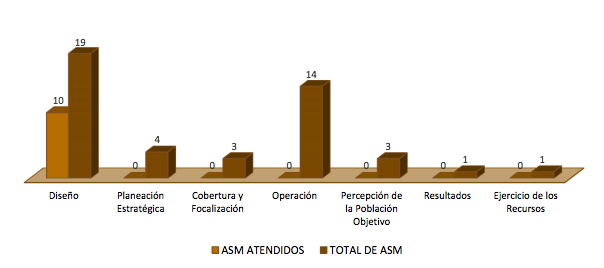 19
10
14
0
4
0
3
0
0
3
0
1
0
1
Diseño
Planeación
Estratégica
Cobertura y
Focalización
Operación
Percepción de
la Población
Objetivo
Resultados
Ejercicio de los
Recursos
ASM ATENDIDOS
TOTAL DE ASM